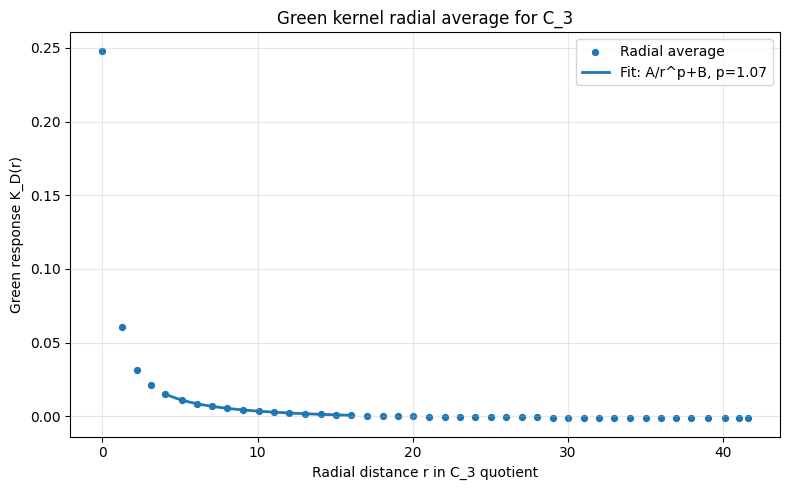 Green kernel radial average for C_3
Radial average
Fit: A/r^p+B, p=1.07
Green response K_D(r)
0.25
0.20
0.15
0.10
0.05
0.00
0
10
20
30
40
Radial distance r in C_3 quotient